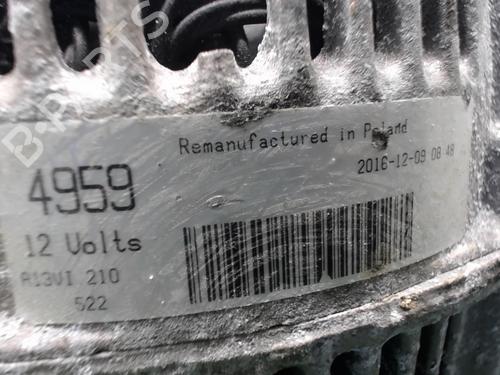 Remanufactured in Poland
4959
2016-12-09 08 48
12 Volts
A13VI 210
522
B-PARTS